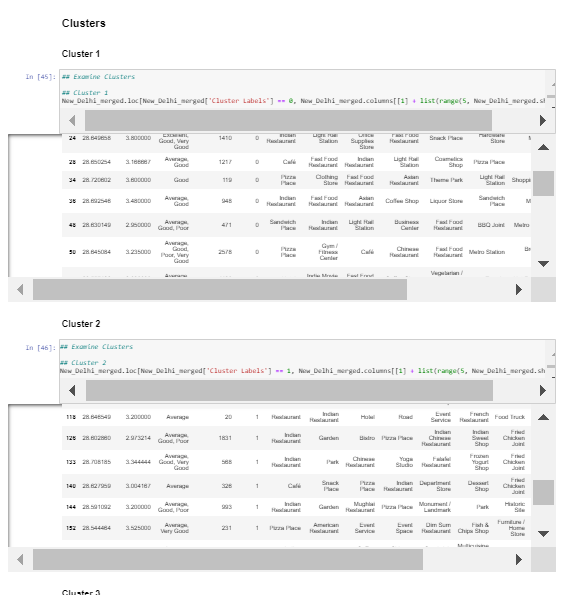 Clusters
Cluster 1
In [45]:
## Examine Clusters
## Cluster 1
New_Delhi_merged.loc[New_Delhi_merged['Cluster Labels'] == 0, New_Delhi_merged.columns[[1] + list(range(5, New_Delhi_merged.sh
24 28.649658 3.800000 Excellent, Good, Very Good 1410 0 Indian Restaurant Light Rail Station Office Supplies Store Fast Food Restaurant Snack Place Hardware Store
28 28.650254 3.166667 Average, Good 1217 0 Café Fast Food Restaurant Indian Restaurant Light Rail Station Cosmetics Shop Pizza Place
34 28.720602 3.600000 Good 119 0 Pizza Place Clothing Store Fast Food Restaurant Asian Restaurant Theme Park Light Rail Station Shoppi
36 28.692546 3.480000 Average, Good 948 0 Indian Restaurant Fast Food Restaurant Asian Restaurant Coffee Shop Liquor Store Sandwich Place M
48 28.630149 2.950000 Average, Good, Poor 471 0 Sandwich Place Indian Restaurant Light Rail Station Business Center Fast Food Restaurant BBQ Joint Metro
50 28.645084 3.235000 Average, Good, Poor, Very Good 2578 0 Pizza Place Gym / Fitness Center Café Chinese Restaurant Fast Food Restaurant Metro Station
Cluster 2
In [46]:
## Examine Clusters
## Cluster 2
New_Delhi_merged.loc[New_Delhi_merged['Cluster Labels'] == 1, New_Delhi_merged.columns[[1] + list(range(5, New_Delhi_merged.sh
118 28.646549 3.200000 Average 20 1 Restaurant Indian Restaurant Hotel Road Event Service French Restaurant Food Truck
126 28.602860 2.973214 Average, Good, Poor 1831 1 Indian Restaurant Garden Bistro Pizza Place Indian Chinese Restaurant Indian Sweet Shop Fried Chicken Joint
133 28.708185 3.344444 Average, Good, Very Good 568 1 Indian Restaurant Park Chinese Restaurant Yoga Studio Falafel Restaurant Frozen Yogurt Shop Fried Chicken Joint
140 28.627959 3.004167 Average 326 1 Café Snack Place Pizza Place Indian Restaurant Department Store Dessert Shop Fried Chicken Joint
144 28.591092 3.200000 Average, Good, Poor 993 1 Indian Restaurant Garden Mughlai Restaurant Pizza Place Monument / Landmark Park Historic Site
152 28.544464 3.525000 Average, Very Good 231 1 Pizza Place American Restaurant Event Service Event Space Dim Sum Restaurant Fish & Chips Shop Furniture / Home Store
Cluster 3